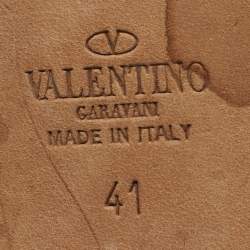 VALENTINO
GARAVANI
MADE IN ITALY
41